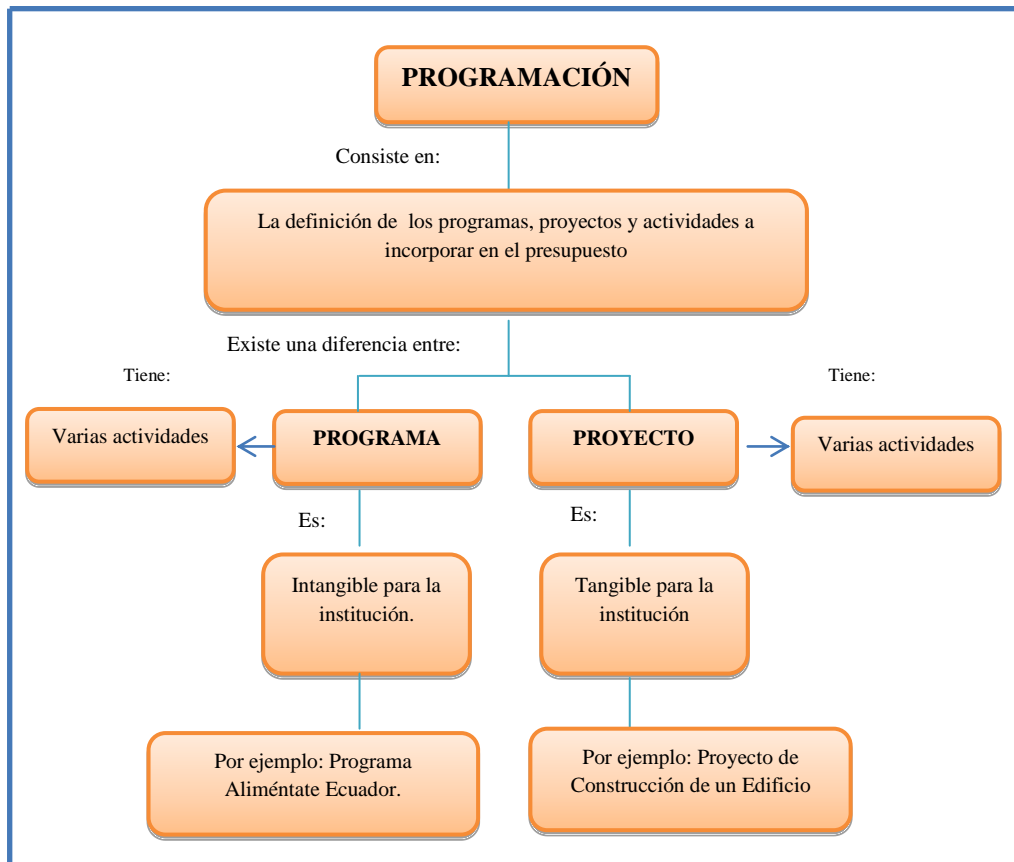 PROGRAMACIÓN
Consiste en:
La definición de los programas, proyectos y actividades a
incorporar en el presupuesto
Existe una diferencia entre:
Tiene:
Tiene:
Varias actividades
PROGRAMA
PROYECTO
Varias actividades
Es:
Es:
Intangible para la
institución.
Tangible para la
institución
Por ejemplo: Programa
Aliméntate Ecuador.
Por ejemplo: Proyecto de
Construcción de un Edificio